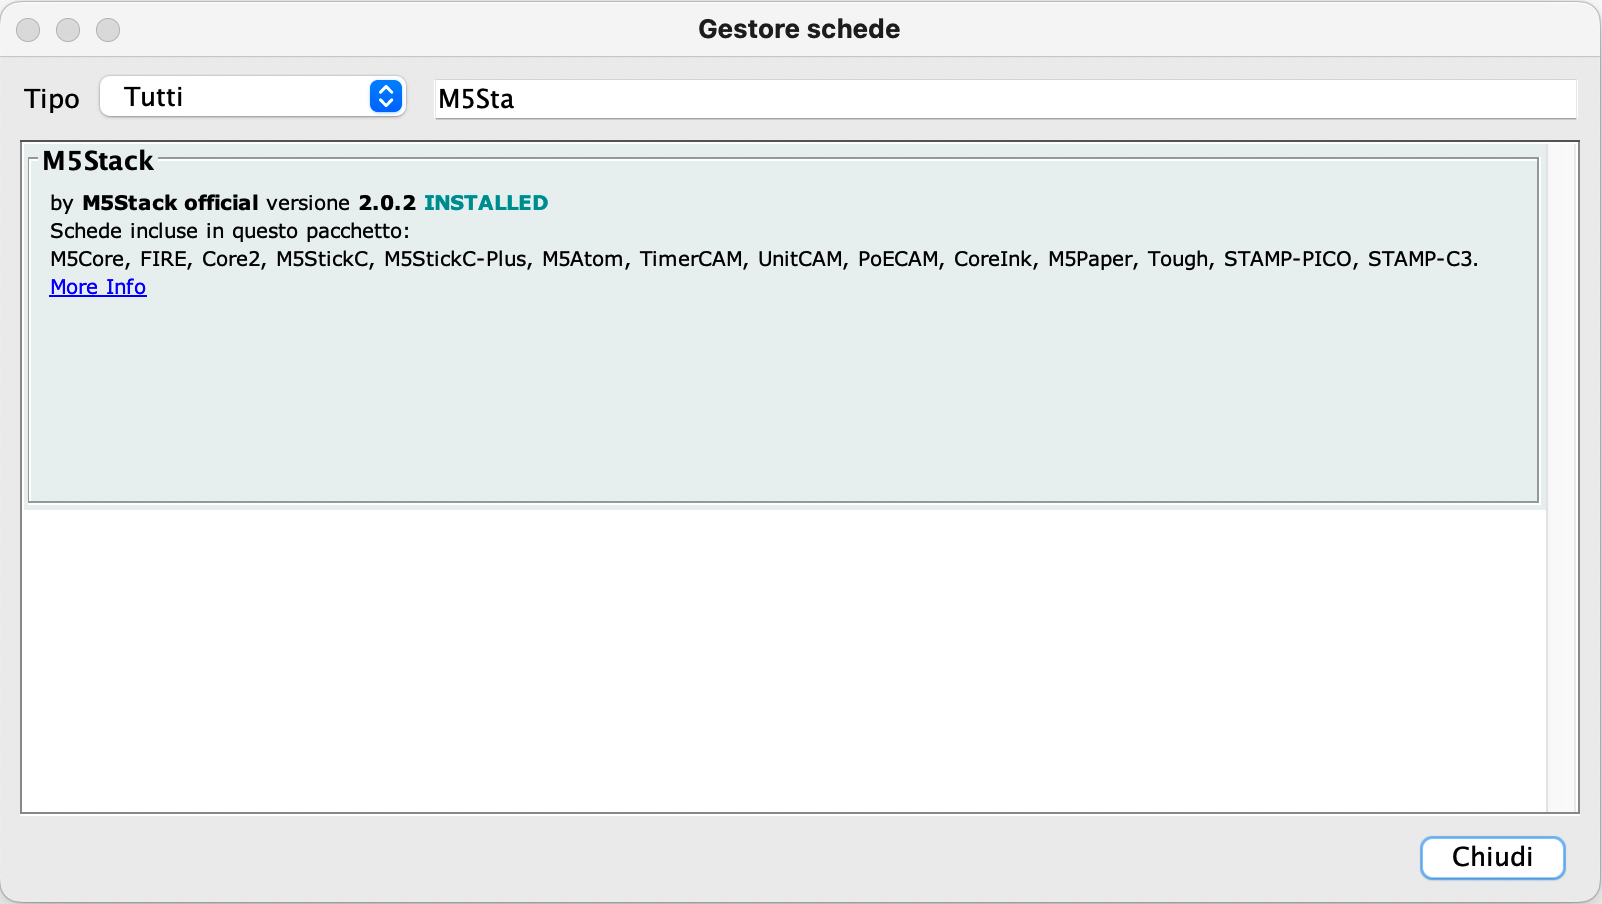 Gestore schede
Tipo Tutti M5Sta
M5Stack
by M5Stack official versione 2.0.2 INSTALLED
Schede incluse in questo pacchetto:
M5Core, FIRE, Core2, M5StickC, M5StickC-Plus, M5Atom, TimerCAM, UnitCAM, PoECAM, CoreInk, M5Paper, Tough, STAMP-PICO, STAMP-C3.
More Info
Chiudi